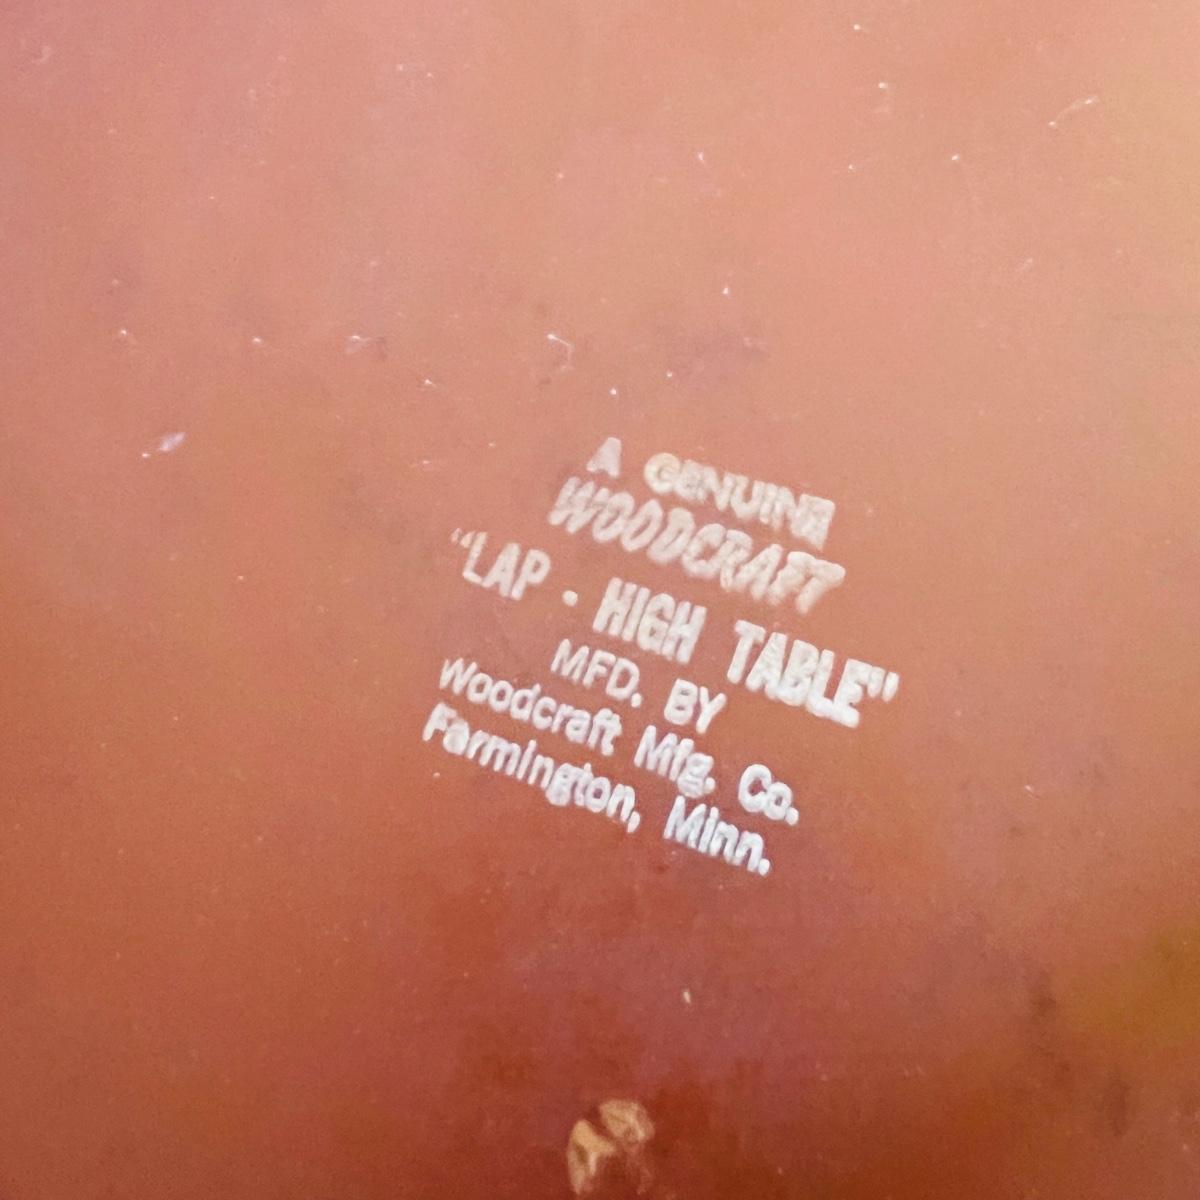 A GENUINE
WOODCRAFT
"LAP - HIGH TABLE"
MFD. BY
Woodcraft Mfg. Co.
Farmington, Minn.